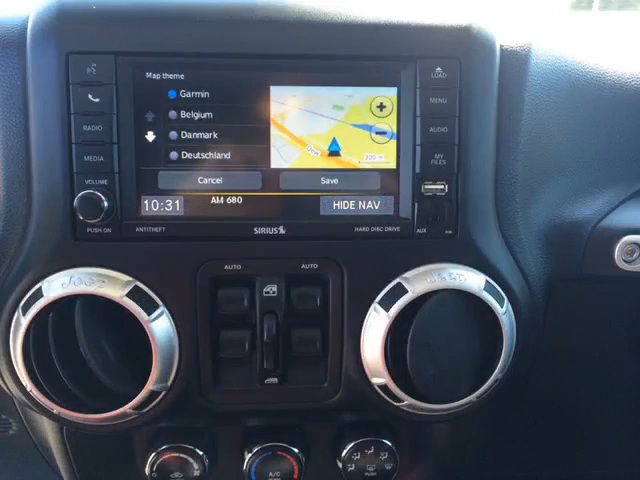 LOAD
Map theme
Garmin
MENU
Belgium
RADIO
Danmark
AUDIO
MEDIA
Deutschland
300 m
MY
FILES
VOLUME
Cancel
Save
10:31
AM 680
HIDE NAV
PUSH ON
ANTITHEFT
SIRIUS
HARD DISC DRIVE
AUX
AUTO
AUTO
Jeep
Jeep
A/C
PUSH